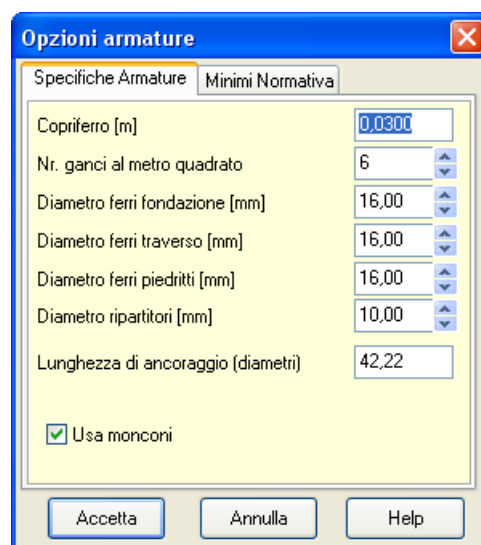 Opzioni armature
Specifiche Armature Minimi Normativa
Copriferro [m] 0,0300
Nr. ganci al metro quadrato 6
Diametro ferri fondazione [mm] 16,00
Diametro ferri traverso [mm] 16,00
Diametro ferri piedritti [mm] 16,00
Diametro ripartitori [mm] 10,00
Lunghezza di ancoraggio (diametri) 42,22
Usa monconi
Accetta Annulla Help